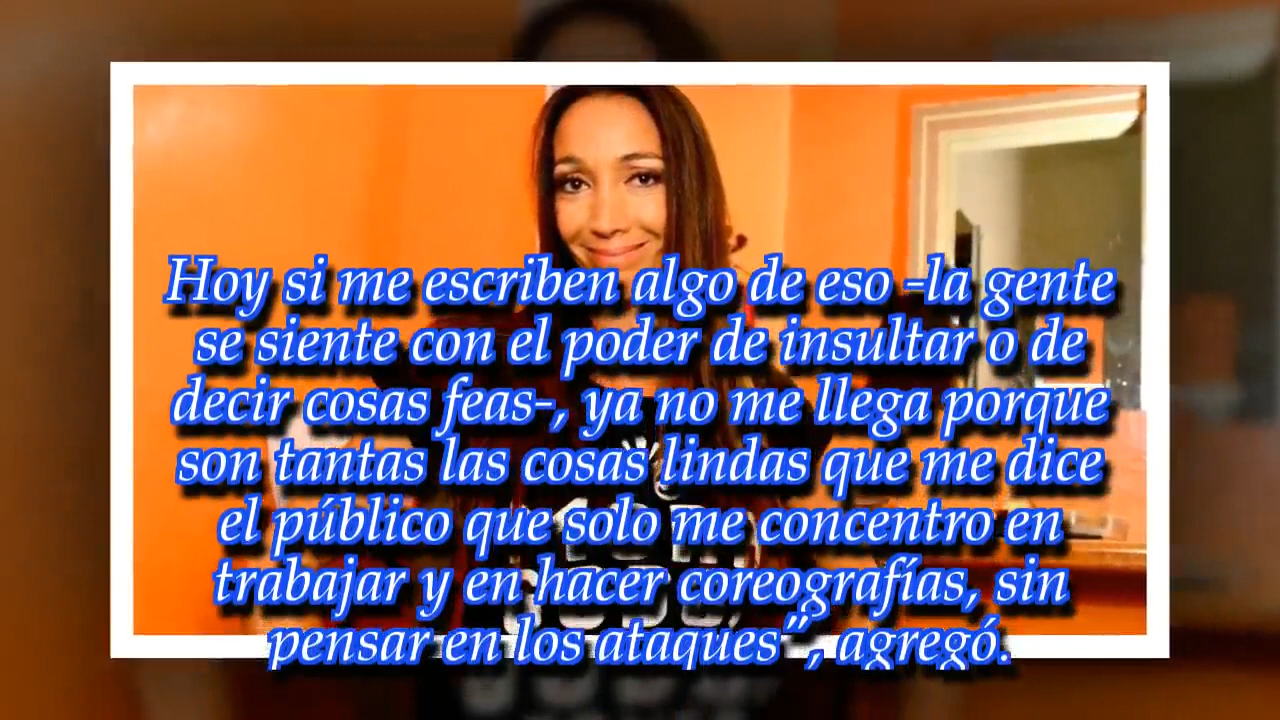 Hoy si me escriben algo de eso -la gente
se siente con el poder de insultar o de
decir cosas feas-, ya no me llega porque
son tantas las cosas lindas que me dice
el público que solo me concentro en
trabajar y en hacer coreografías, sin
pensar en los ataques”, agregó.